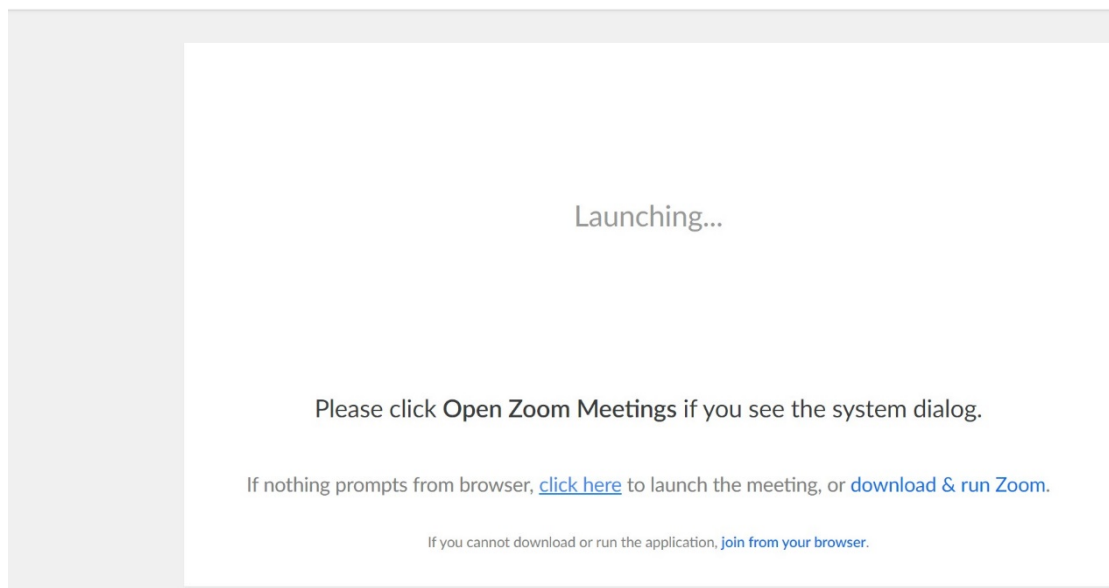 Launching...
Please click Open Zoom Meetings if you see the system dialog.
If nothing prompts from browser, click here to launch the meeting, or download & run Zoom.
If you cannot download or run the application, join from your browser.